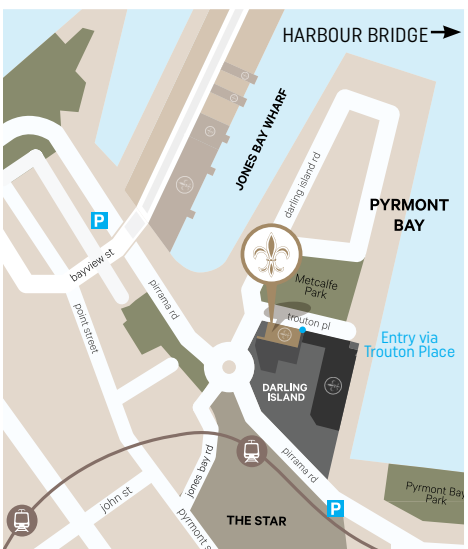 HARBOUR BRIDGE
JONES BAY WHARF
darling island rd
PYRMONT
BAY
P
bayview st
pirrama rd
Metcalfe
Park
point street
trouton pl
Entry via
Trouton Place
DARLING
ISLAND
pirrama rd
jones bay rd
Pyrmont Bay
Park
john st
P
THE STAR
pyrmont s